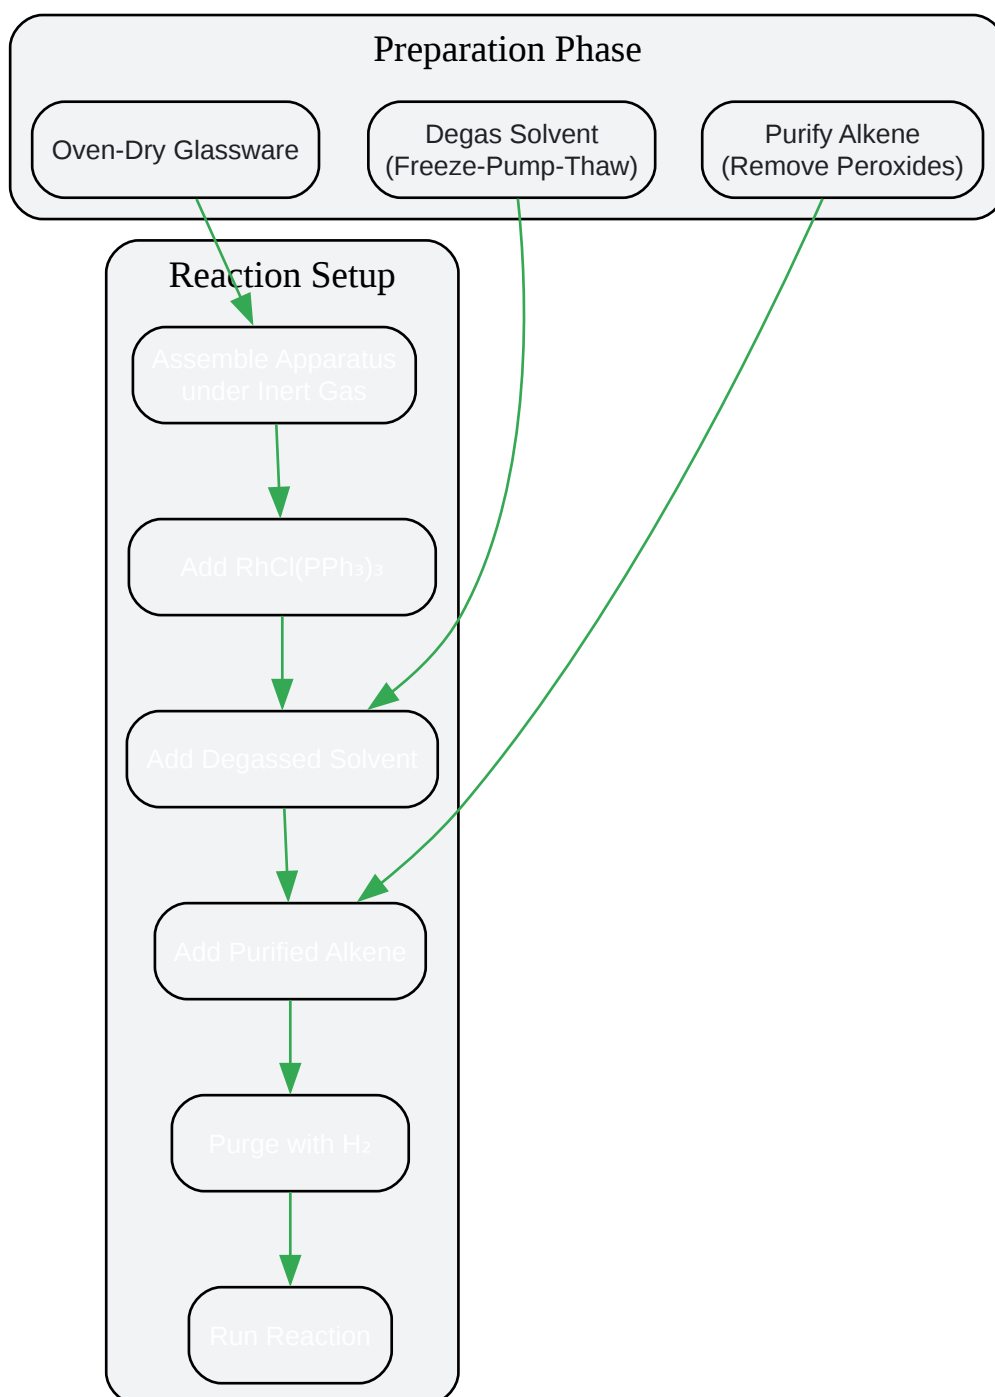 Preparation Phase
Oven-Dry Glassware
Degas Solvent
(Freeze-Pump-Thaw)
Purify Alkene
(Remove Peroxides)
Reaction Setup
Assemble Apparatus
under Inert Gas
Add RhCl(PPh₃)₃
Add Degassed Solvent
Add Purified Alkene
Purge with H₂
Run Reaction